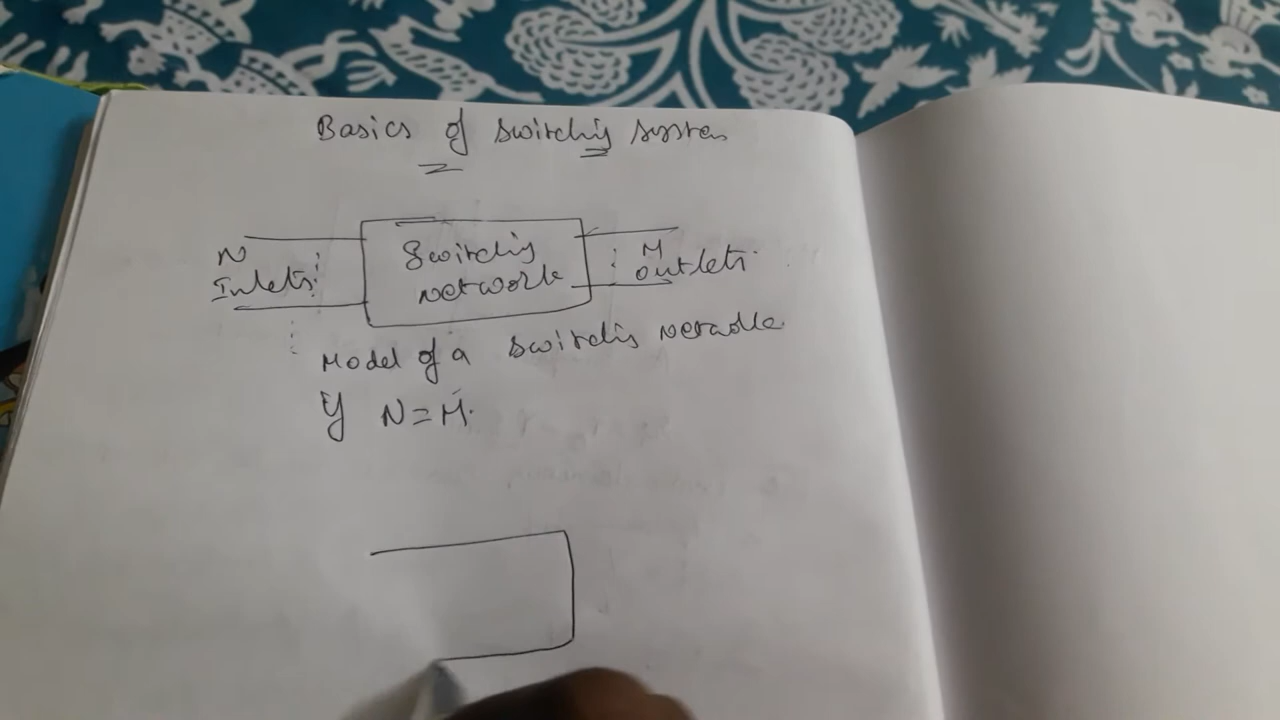 Basics of switching system
N
Inlets
Switching
network
M
outlets
Model of a switching network
If N=M.